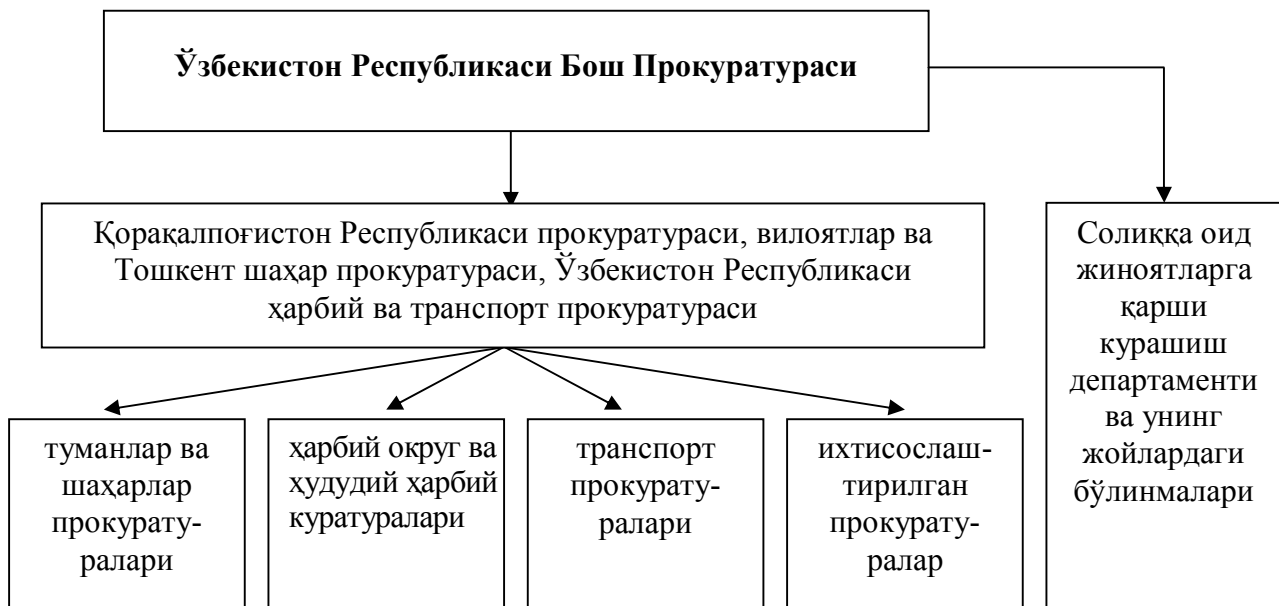 Ўзбекистон Республикаси Бош Прокуратураси
Қорақалпоғистон Республикаси прокуратураси, вилоятлар ва
Тошкент шаҳар прокуратураси, Ўзбекистон Республикаси
ҳарбий ва транспорт прокуратураси
Солиққа оид
жиноятларга
қарши
курашиш
департаменти
ва унинг
жойлардаги
бўлинмалари
туманлар ва
шаҳарлар
прокурату-
ралари
ҳарбий округ ва
ҳудудий ҳарбий
куратуралари
транспорт
прокурату-
ралари
ихтисослаш-
тирилган
прокурату-
ралар